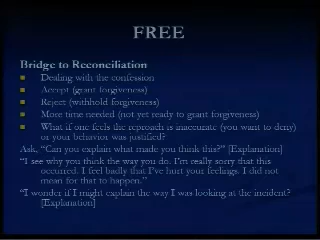 FREE
Bridge to Reconciliation
Dealing with the confession
Accept (grant forgiveness)
Reject (withhold forgiveness)
More time needed (not yet ready to grant forgiveness)
What if one feels the reproach is inaccurate (you want to deny)
or your behavior was justified?
Ask, “Can you explain what made you think this?” [Explanation]
“I see why you think the way you do. I’m really sorry that this
occurred. I feel badly that I’ve hurt your feelings. I did not
mean for that to happen.”
“I wonder if I might explain the way I was looking at the incident?
[Explanation]